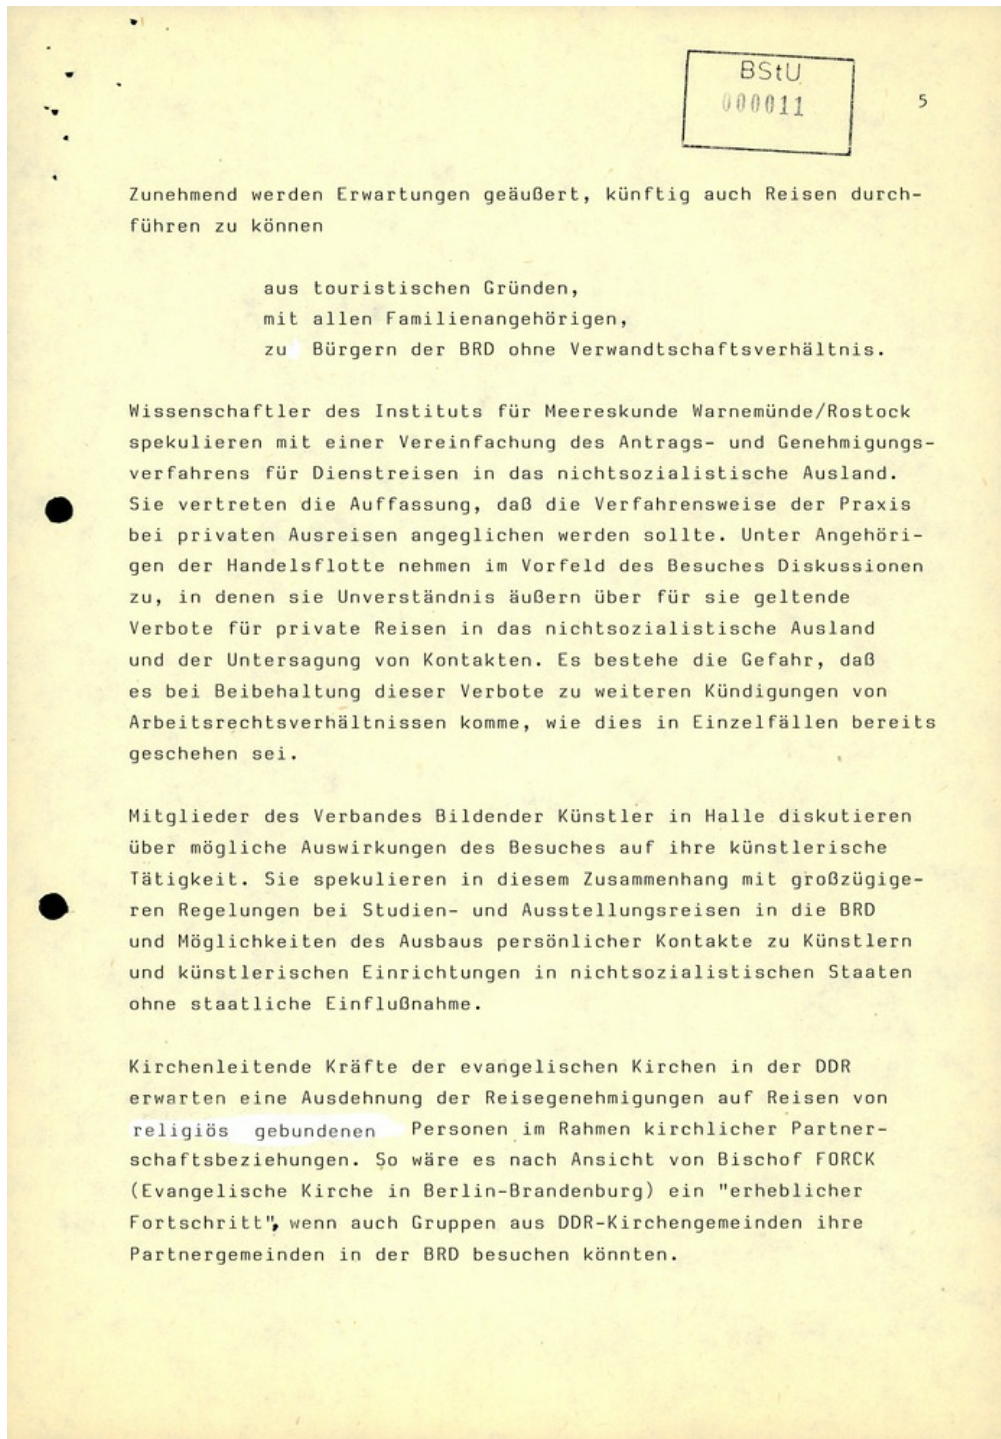 BStU
000011
5
Zunehmend werden Erwartungen geäußert, künftig auch Reisen durch-
führen zu können
aus touristischen Gründen,
mit allen Familienangehörigen,
zu Bürgern der BRD ohne Verwandtschaftsverhältnis.
Wissenschaftler des Instituts für Meereskunde Warnemünde/Rostock
spekulieren mit einer Vereinfachung des Antrags- und Genehmigungs-
verfahrens für Dienstreisen in das nichtsozialistische Ausland.
Sie vertreten die Auffassung, daß die Verfahrensweise der Praxis
bei privaten Ausreisen angeglichen werden sollte. Unter Angehöri-
gen der Handelsflotte nehmen im Vorfeld des Besuches Diskussionen
zu, in denen sie Unverständnis äußern über für sie geltende
Verbote für private Reisen in das nichtsozialistische Ausland
und der Untersagung von Kontakten. Es bestehe die Gefahr, daß
es bei Beibehaltung dieser Verbote zu weiteren Kündigungen von
Arbeitsrechtsverhältnissen komme, wie dies in Einzelfällen bereits
geschehen sei.
Mitglieder des Verbandes Bildender Künstler in Halle diskutieren
über mögliche Auswirkungen des Besuches auf ihre künstlerische
Tätigkeit. Sie spekulieren in diesem Zusammenhang mit großzügige-
ren Regelungen bei Studien- und Ausstellungsreisen in die BRD
und Möglichkeiten des Ausbaus persönlicher Kontakte zu Künstlern
und künstlerischen Einrichtungen in nichtsozialistischen Staaten
ohne staatliche Einflußnahme.
Kirchenleitende Kräfte der evangelischen Kirchen in der DDR
erwarten eine Ausdehnung der Reisegenehmigungen auf Reisen von
religiös gebundenen Personen im Rahmen kirchlicher Partner-
schaftsbeziehungen. So wäre es nach Ansicht von Bischof FORCK
(Evangelische Kirche in Berlin-Brandenburg) ein "erheblicher
Fortschritt", wenn auch Gruppen aus DDR-Kirchengemeinden ihre
Partnergemeinden in der BRD besuchen könnten.